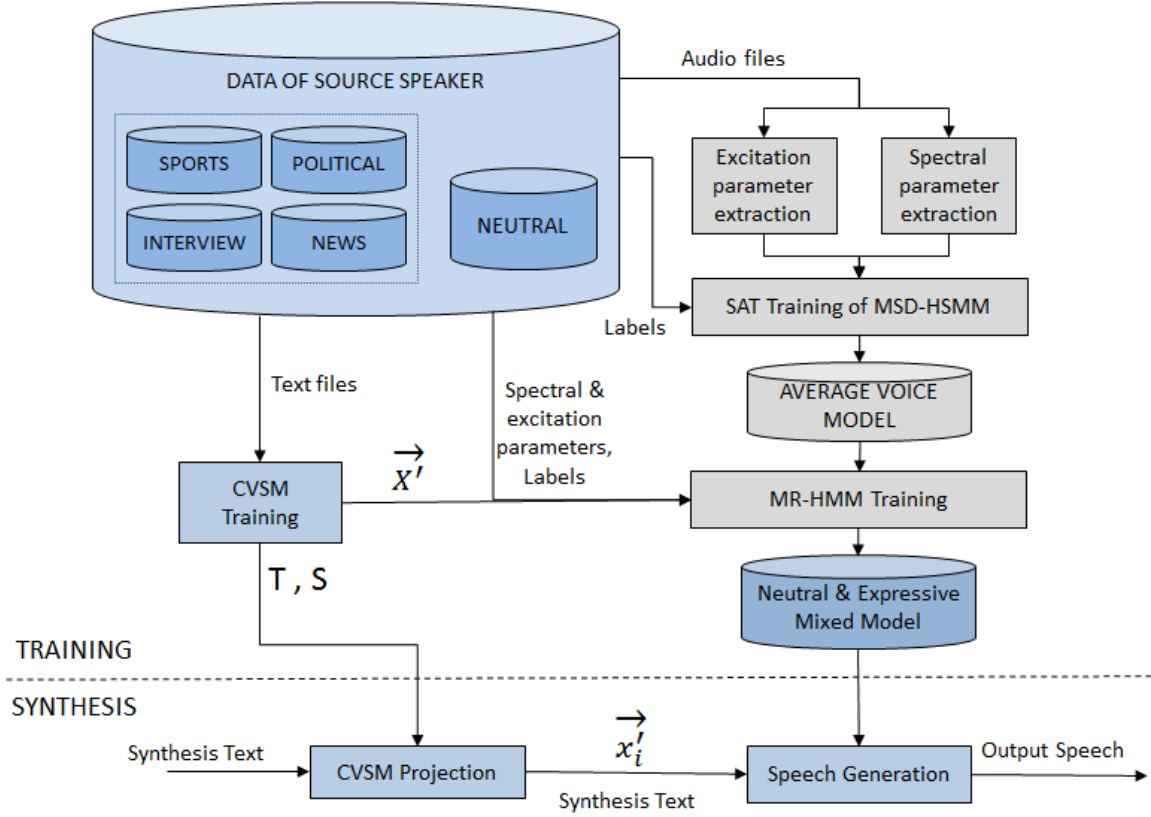 DATA OF SOURCE SPEAKER
SPORTS
POLITICAL
INTERVIEW
NEWS
NEUTRAL
Audio files
Excitation
parameter
extraction
Spectral
parameter
extraction
Labels
SAT Training of MSD-HSMM
AVERAGE VOICE
MODEL
Text files
Spectral &
excitation
parameters,
Labels
CVSM
Training
X⃗′
MR-HMM Training
T , S
Neutral & Expressive
Mixed Model
TRAINING
SYNTHESIS
Synthesis Text
CVSM Projection
x⃗′ᵢ
Synthesis Text
Speech Generation
Output Speech